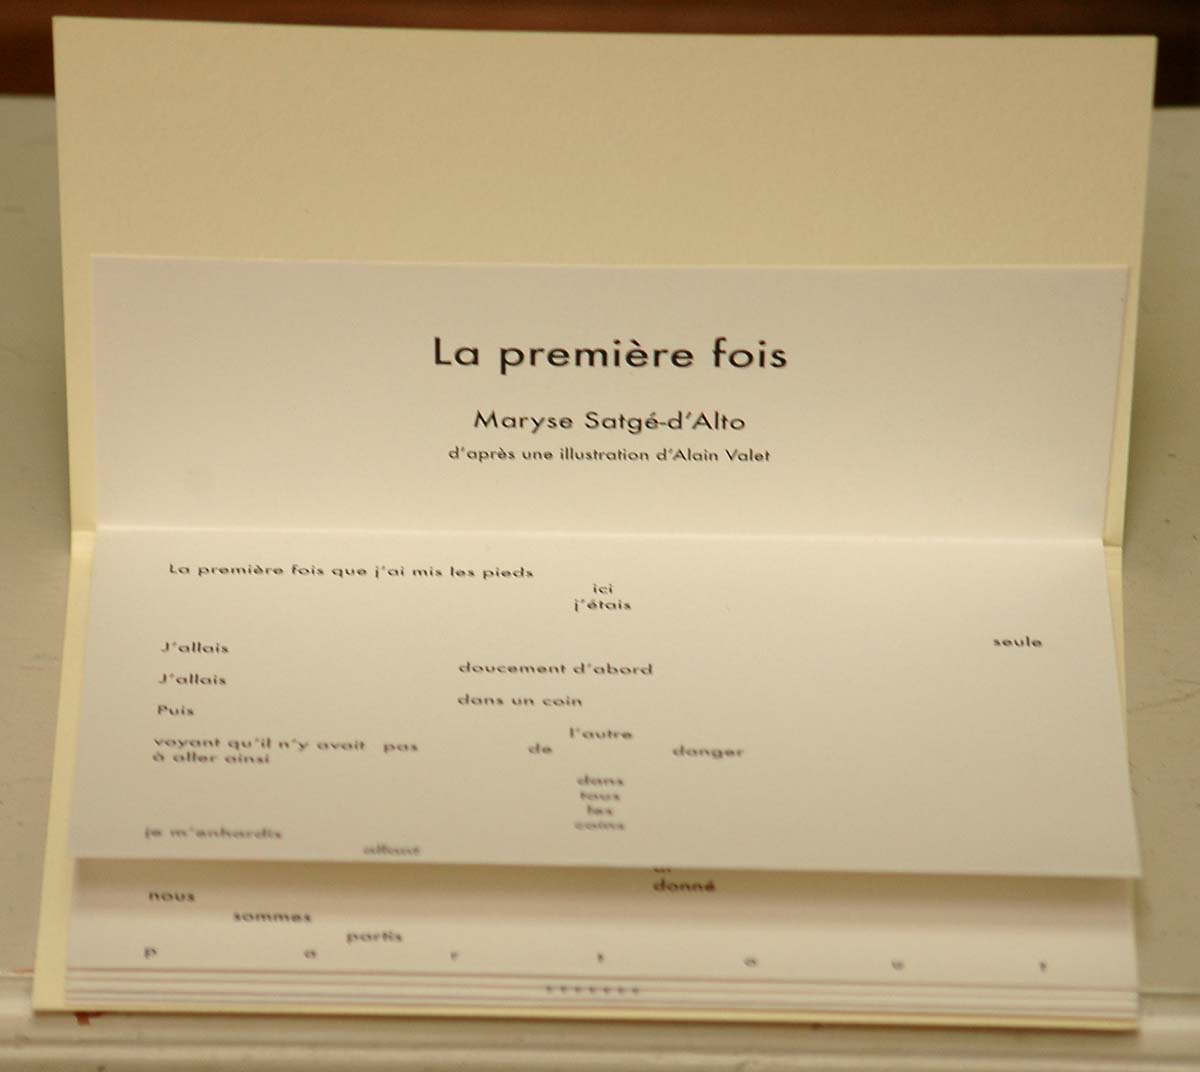 La première fois
Maryse Satgé-d'Alto
d'après une illustration d'Alain Valet
La première fois que j'ai mis les pieds
ici
j'étais
seule
J'allais
doucement d'abord
J'allais
dans un coin
Puis
l'autre
voyant qu'il n'y avait pas de danger
à aller ainsi
dans
tous
les
coins
je m'enhardis
allant
donné
nous
sommes
partis
p a r t o u t